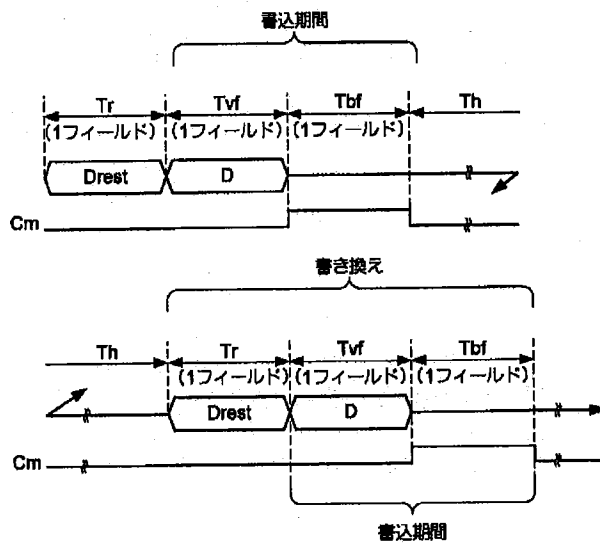 書込期間
Tr Tvf Tbf Th
(1フィールド) (1フィールド) (1フィールド)
Drest D
Cm
書き換え
Th Tr Tvf Tbf
(1フィールド) (1フィールド) (1フィールド)
Drest D
Cm
書込期間